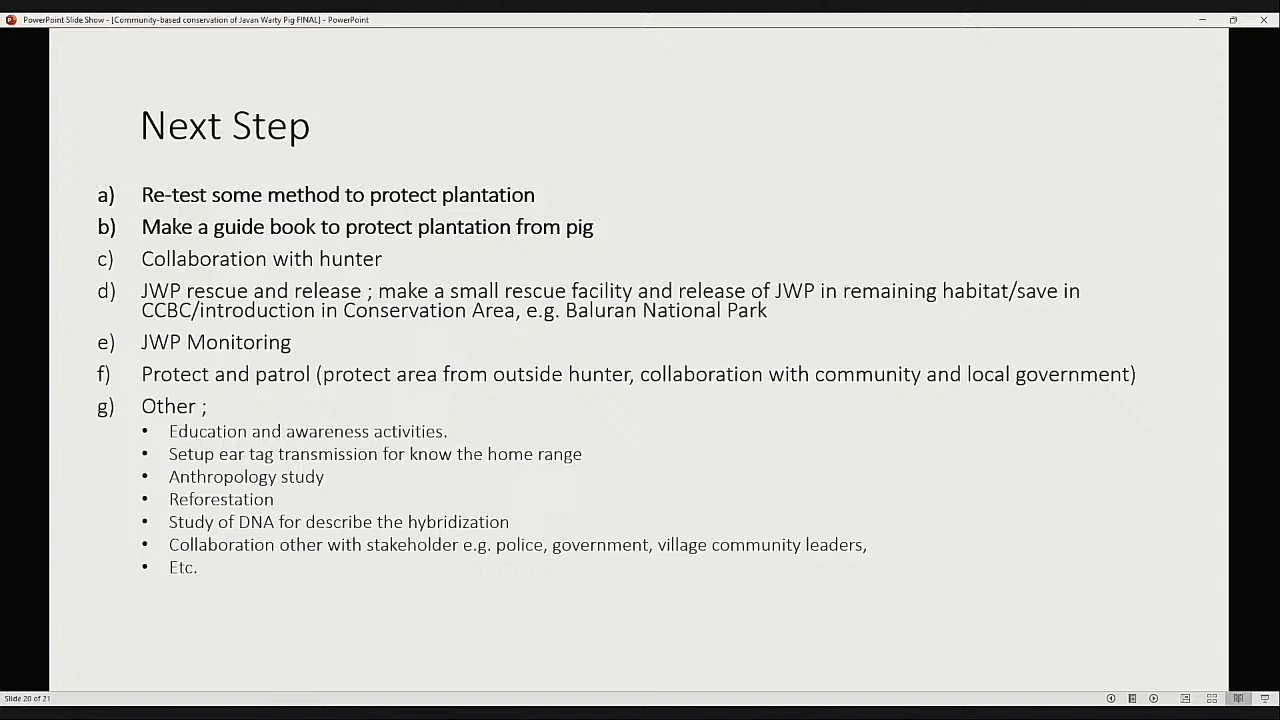 PowerPoint Slide Show - [Community-based conservation of Javan Warty Pig FINAL] - PowerPoint
Next Step
a) Re-test some method to protect plantation
b) Make a guide book to protect plantation from pig
c) Collaboration with hunter
d) JWP rescue and release ; make a small rescue facility and release of JWP in remaining habitat/save in
CCBC/introduction in Conservation Area, e.g. Baluran National Park
e) JWP Monitoring
f) Protect and patrol (protect area from outside hunter, collaboration with community and local government)
g) Other ;
• Education and awareness activities.
• Setup ear tag transmission for know the home range
• Anthropology study
• Reforestation
• Study of DNA for describe the hybridization
• Collaboration other with stakeholder e.g. police, government, village community leaders,
• Etc.
Slide 20 of 21